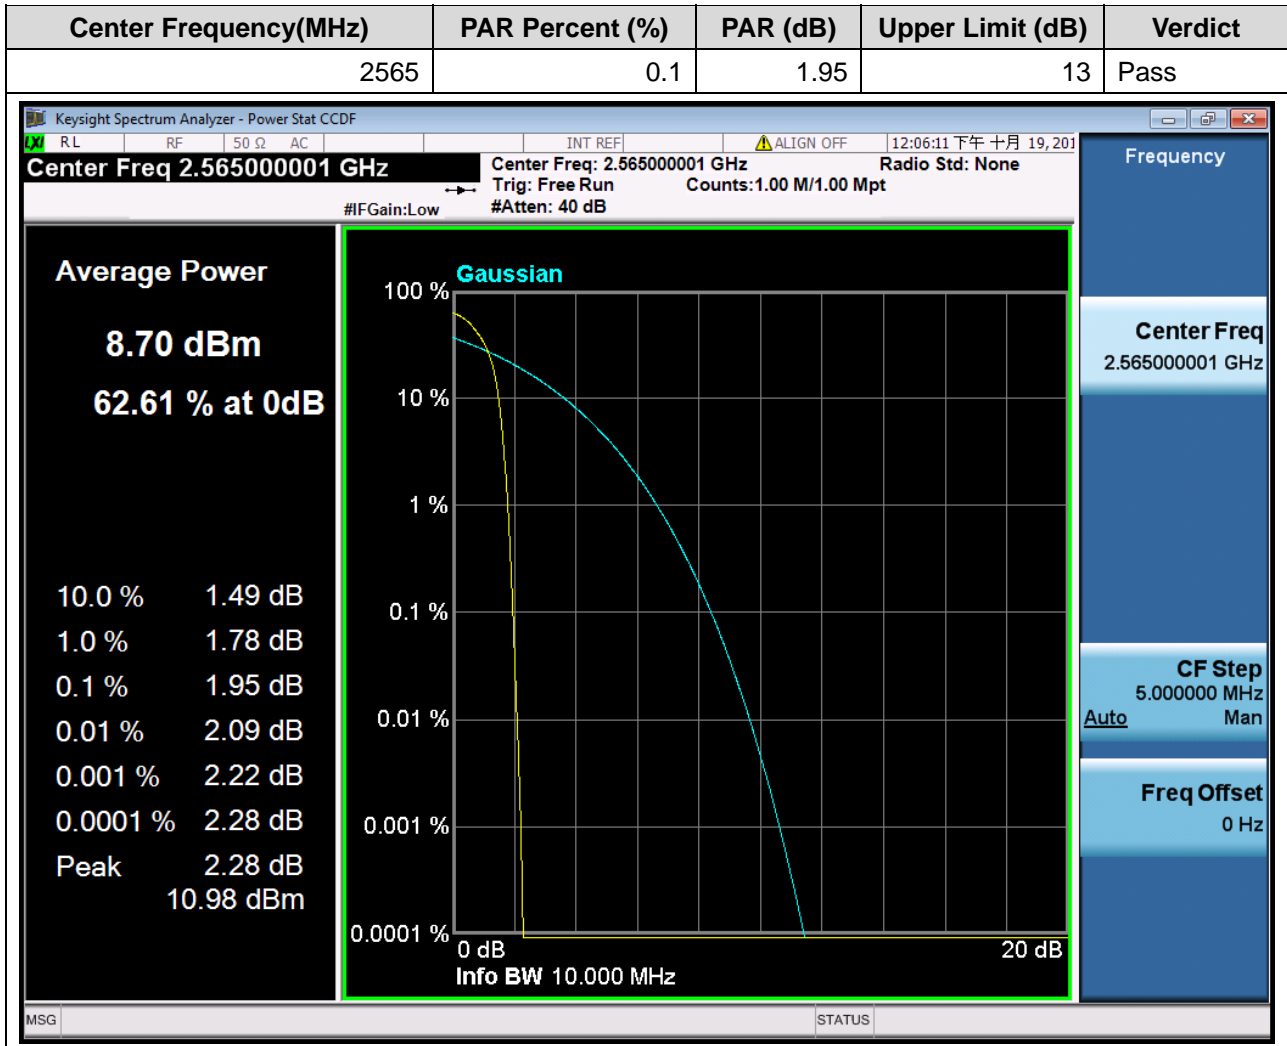 Center Frequency(MHz) PAR Percent (%) PAR (dB) Upper Limit (dB) Verdict
2565 0.1 1.95 13 Pass
Keysight Spectrum Analyzer - Power Stat CCDF
LXI RL RF 50 Ω AC INT REF ALIGN OFF 12:06:11 下午 十月 19, 201
Center Freq 2.565000001 GHz
Center Freq: 2.565000001 GHz Radio Std: None
Trig: Free Run Counts:1.00 M/1.00 Mpt
#IFGain:Low #Atten: 40 dB
Frequency
Average Power
8.70 dBm
62.61 % at 0dB
10.0 % 1.49 dB
1.0 % 1.78 dB
0.1 % 1.95 dB
0.01 % 2.09 dB
0.001 % 2.22 dB
0.0001 % 2.28 dB
Peak 2.28 dB
10.98 dBm
Gaussian
100 %
10 %
1 %
0.1 %
0.01 %
0.001 %
0.0001 %
0 dB 20 dB
Info BW 10.000 MHz
Center Freq
2.565000001 GHz
CF Step
5.000000 MHz
Auto Man
Freq Offset
0 Hz
MSG STATUS